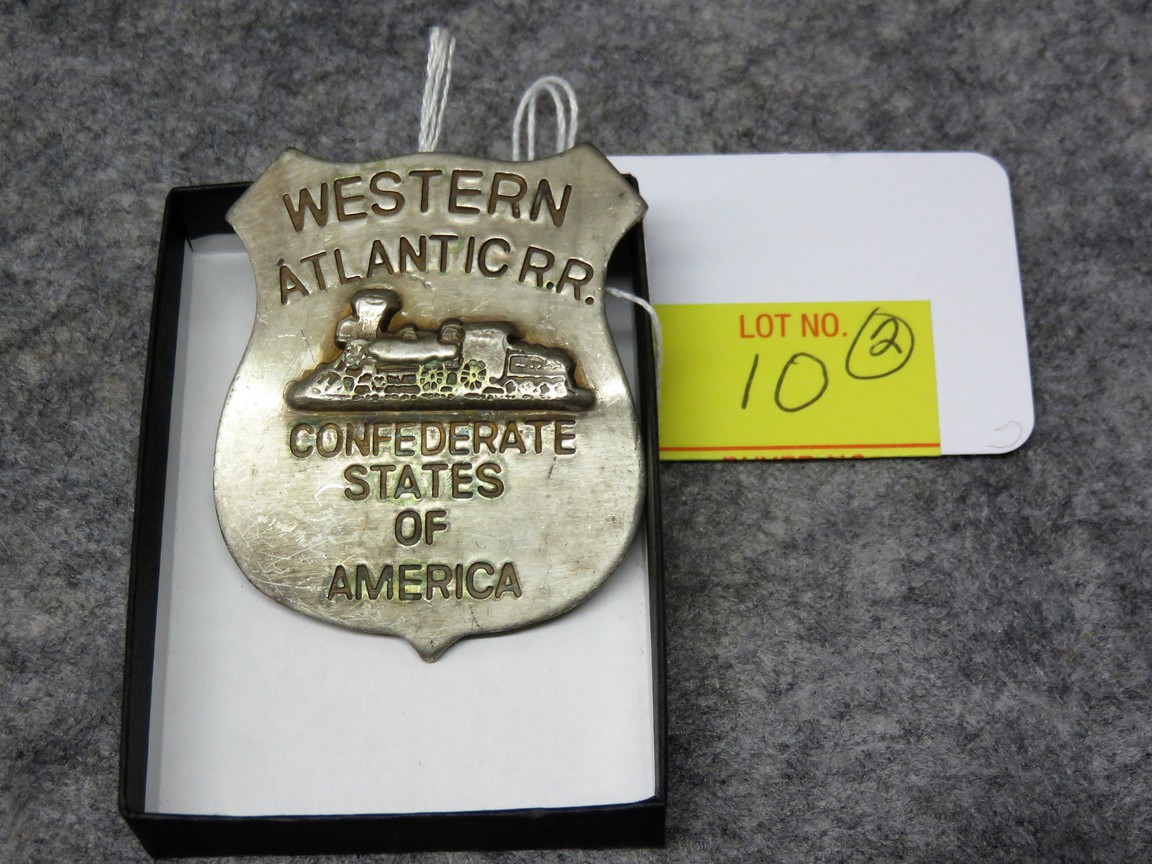 WESTERN
ATLANTIC R.R.
CONFEDERATE
STATES
OF
AMERICA
LOT NO.
10 2